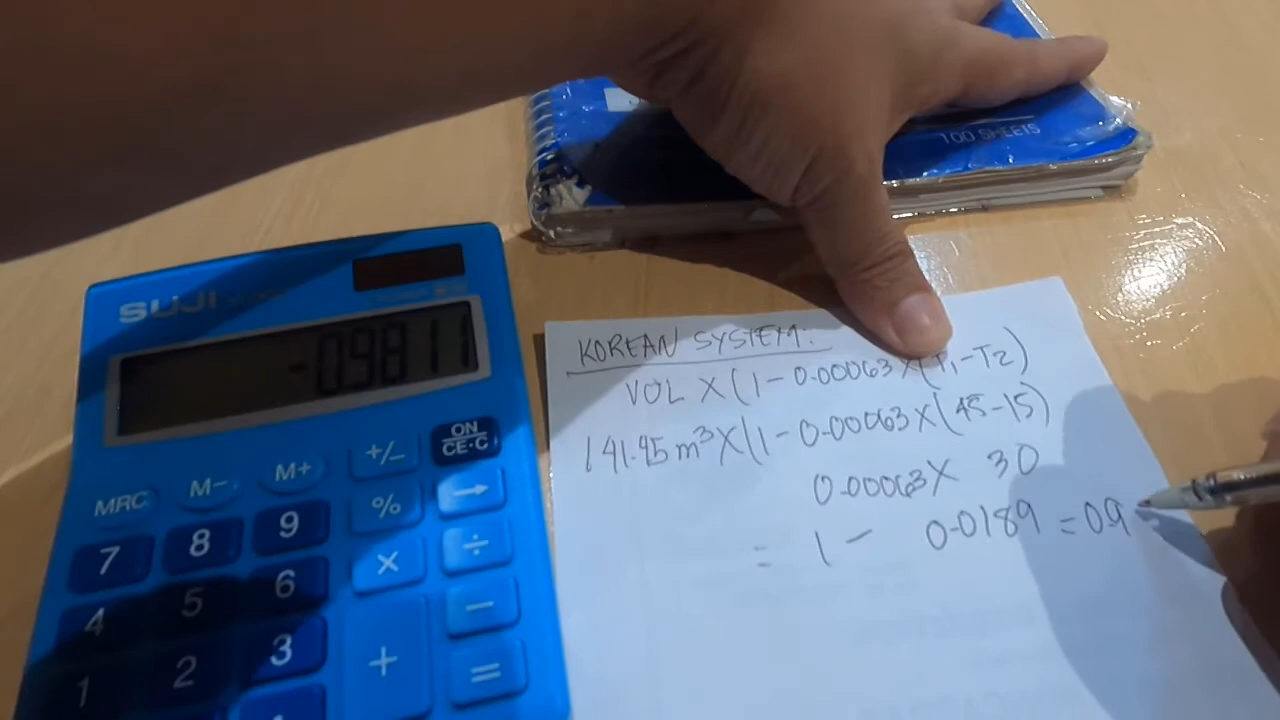 100 SHEETS
SUJI
-0.9811
KOREAN SYSTEM:
VOL X (1 - 0.00063 X (T1 - T2)
141.45 m³ X (1 - 0.00063 X (45 - 15)
0.00063 X 30
= 1 - 0.0189 = 0.9
ON
CE·C
MRC M- M+ +/-
7 8 9 % →
4 5 6 × ÷
1 2 3 + −
=